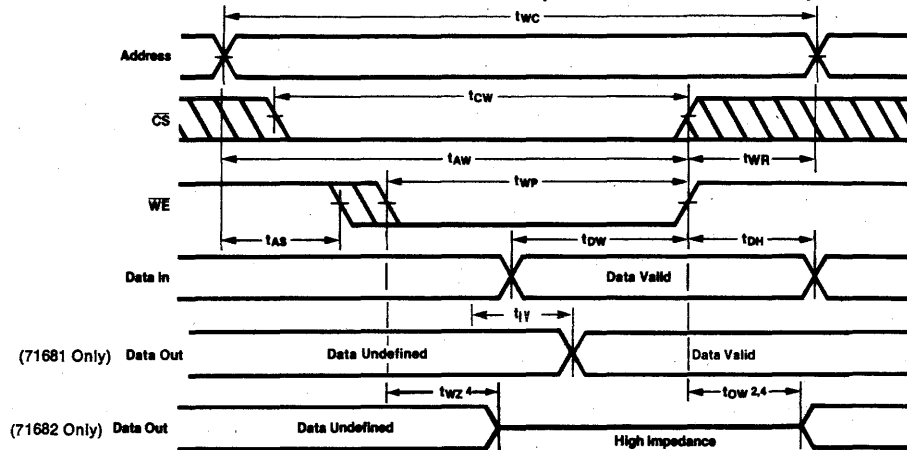 tWC
Address
tCW
CS
tAW
tWR
tWP
WE
tAS
tDW
tDH
Data In
Data Valid
(71681 Only) Data Out
Data Undefined
Data Valid
tWZ 4
tOW 2,4
(71682 Only) Data Out
Data Undefined
High Impedance